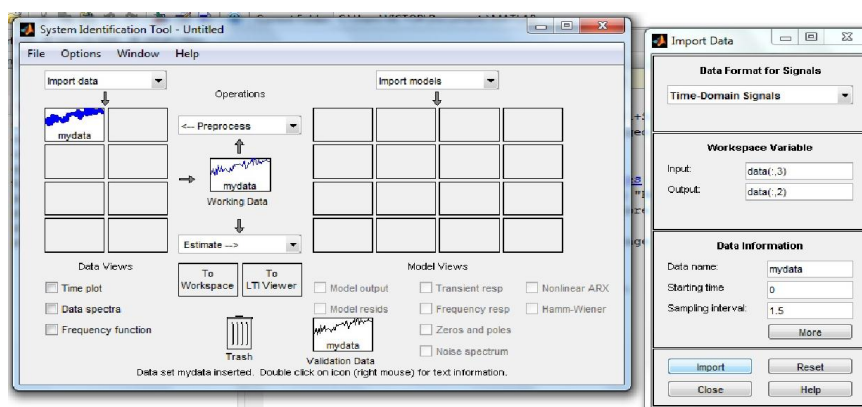 System Identification Tool - Untitled
File Options Window Help
Import data
Import models
Operations
<-- Preprocess
mydata
mydata
Working Data
Estimate -->
Data Views
To Workspace
To LTI Viewer
Model Views
Time plot
Data spectra
Frequency function
Model output
Transient resp
Nonlinear ARX
Model resids
Frequency resp
Hamm-Wiener
Zeros and poles
Noise spectrum
Trash
mydata
Validation Data
Data set mydata inserted. Double click on icon (right mouse) for text information.
Import Data
Data Format for Signals
Time-Domain Signals
Workspace Variable
Input: data(:,3)
Output: data(:,2)
Data Information
Data name: mydata
Starting time 0
Sampling interval: 1.5
More
Import Reset
Close Help